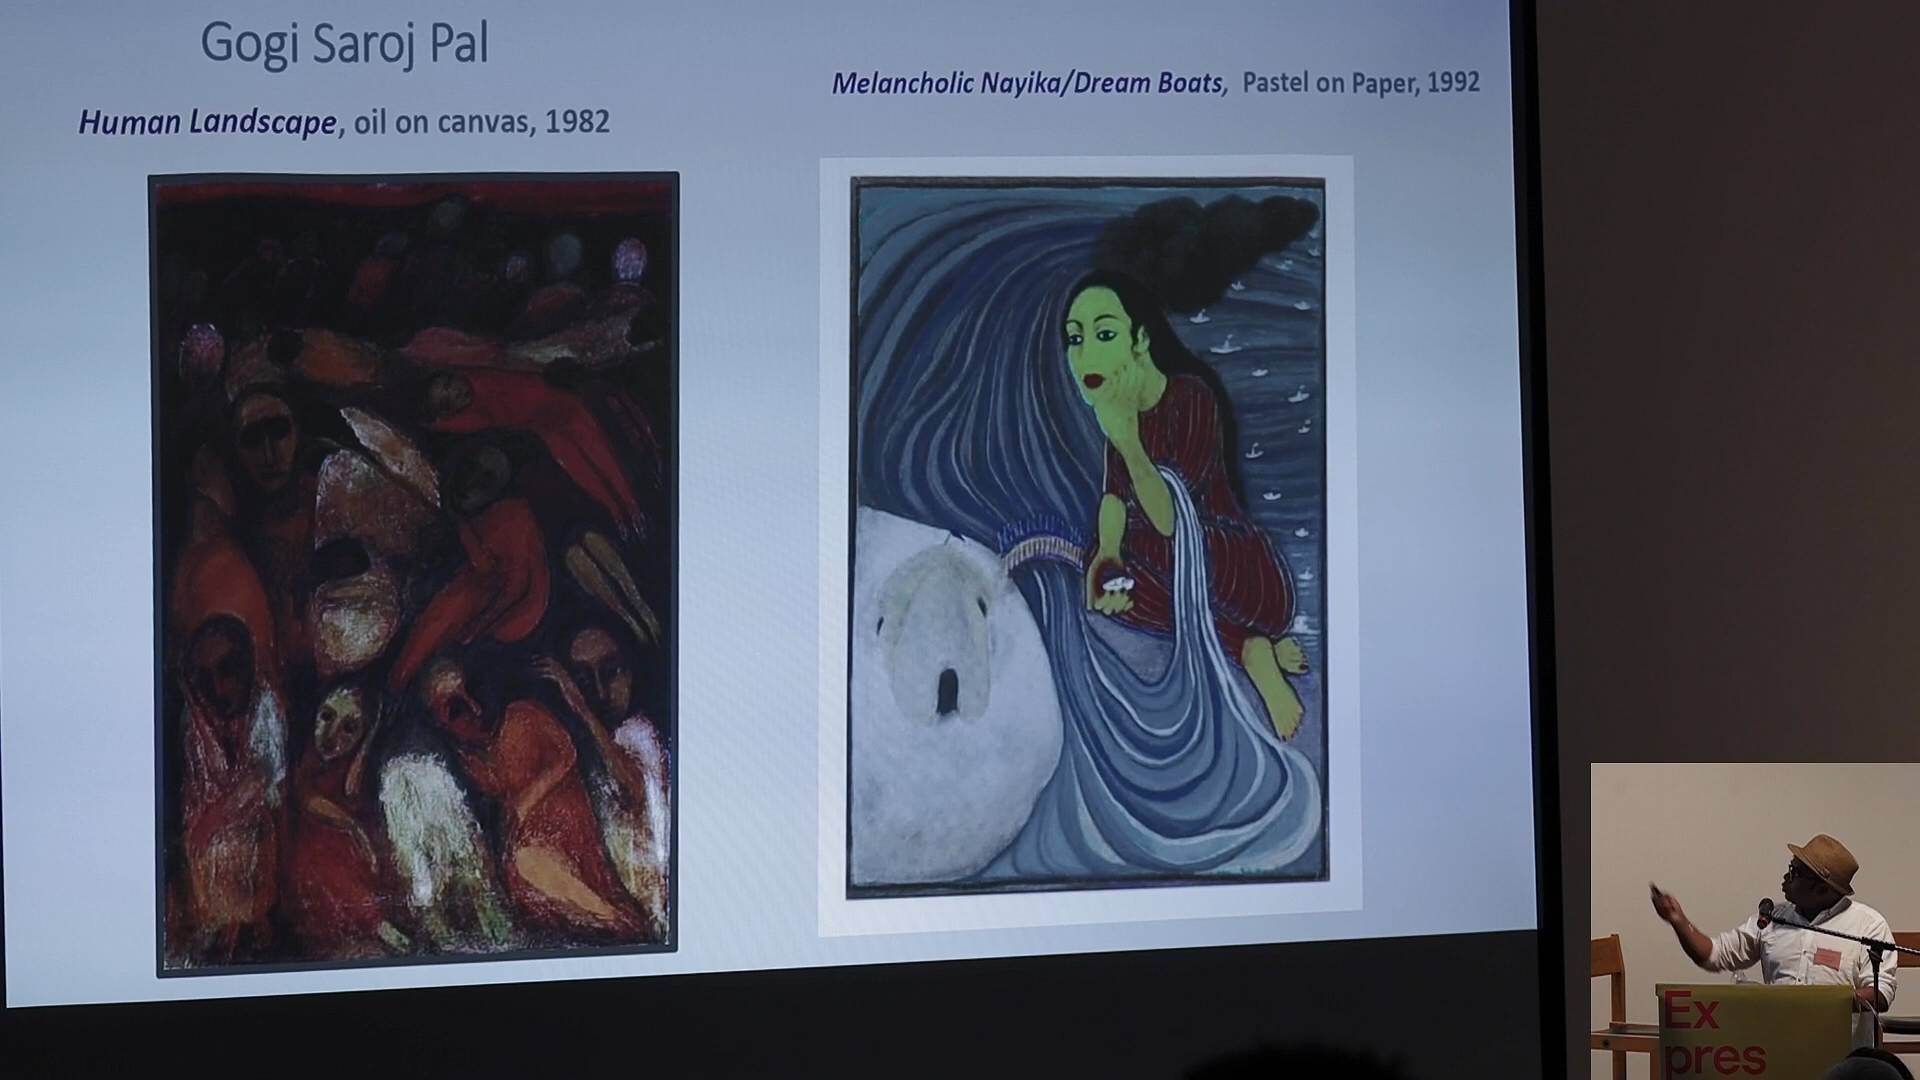 Gogi Saroj Pal
Human Landscape, oil on canvas, 1982
Melancholic Nayika/Dream Boats, Pastel on Paper, 1992
Ex
pres